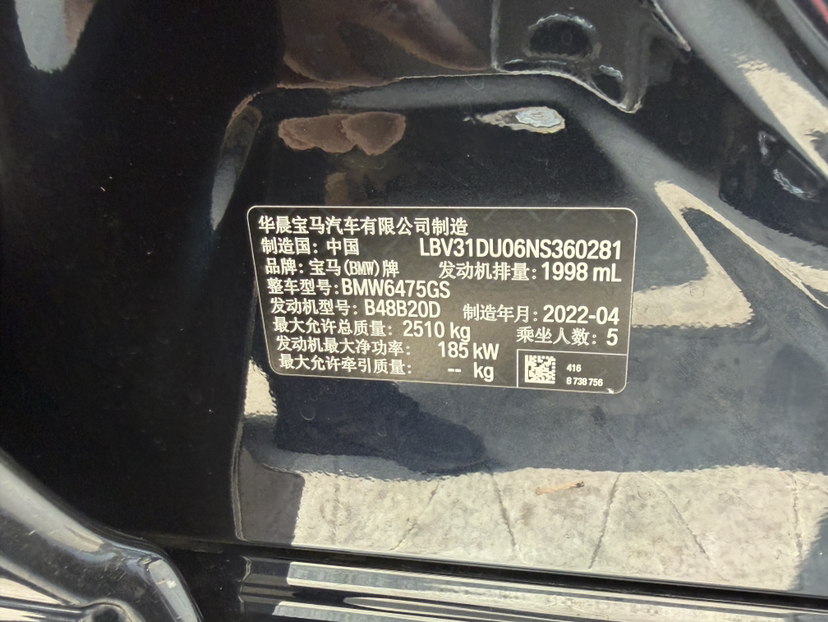 华晨宝马汽车有限公司制造
制造国: 中国 LBV31DU06NS360281
品牌: 宝马(BMW)牌 发动机排量: 1998 mL
整车型号: BMW6475GS
发动机型号: B48B20D 制造年月: 2022-04
最大允许总质量: 2510 kg 乘坐人数: 5
发动机最大净功率: 185 kW
最大允许牵引质量: -- kg
416
8 738 756